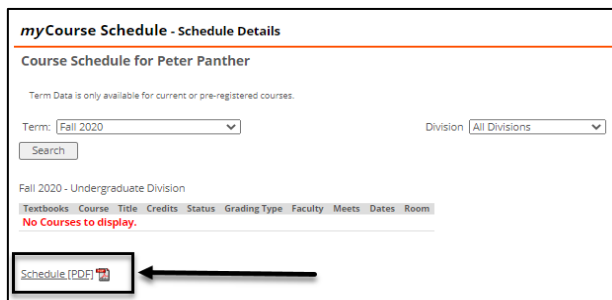 myCourse Schedule - Schedule Details
Course Schedule for Peter Panther
Term Data is only available for current or pre-registered courses.
Term: Fall 2020 Division All Divisions
Search
Fall 2020 - Undergraduate Division
Textbooks Course Title Credits Status Grading Type Faculty Meets Dates Room
No Courses to display.
Schedule [PDF]